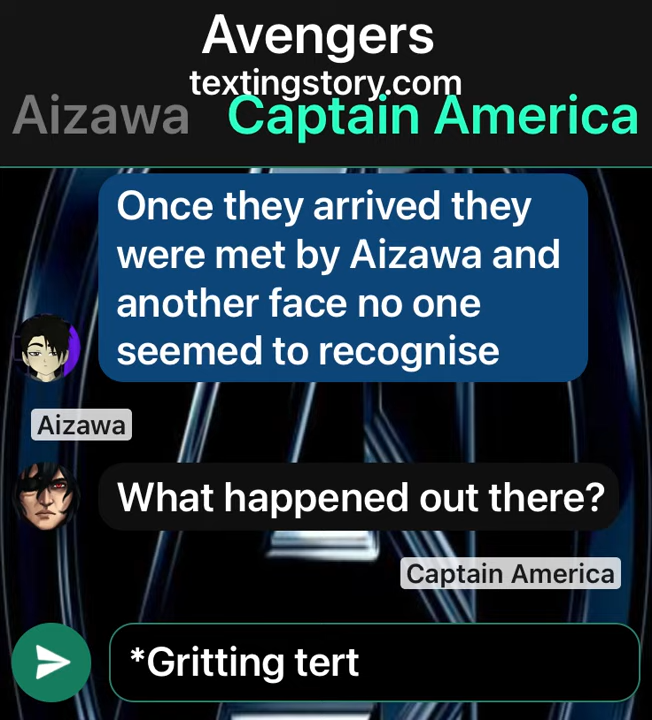 Avengers
textingstory.com
Aizawa Captain America
Once they arrived they
were met by Aizawa and
another face no one
seemed to recognise
Aizawa
What happened out there?
Captain America
*Gritting tert